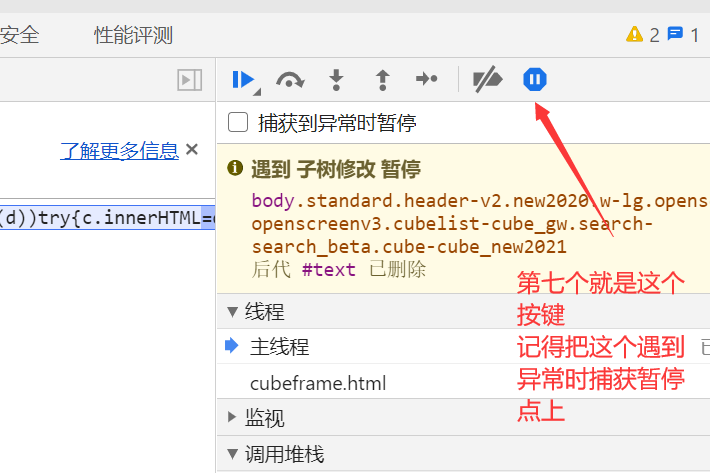 安全 性能评测 2 1
捕获到异常时暂停
了解更多信息 ×
遇到 子树修改 暂停
body.standard.header-v2.new2020.w-lg.opens
(d))try{c.innerHTML=
openscreenv3.cubelist-cube_gw.search-
search_beta.cube-cube_new2021
后代 #text 已删除
线程
第七个就是这个
按键
主线程
记得把这个遇到
cubeframe.html
异常时捕获暂停
点上
监视
调用堆栈